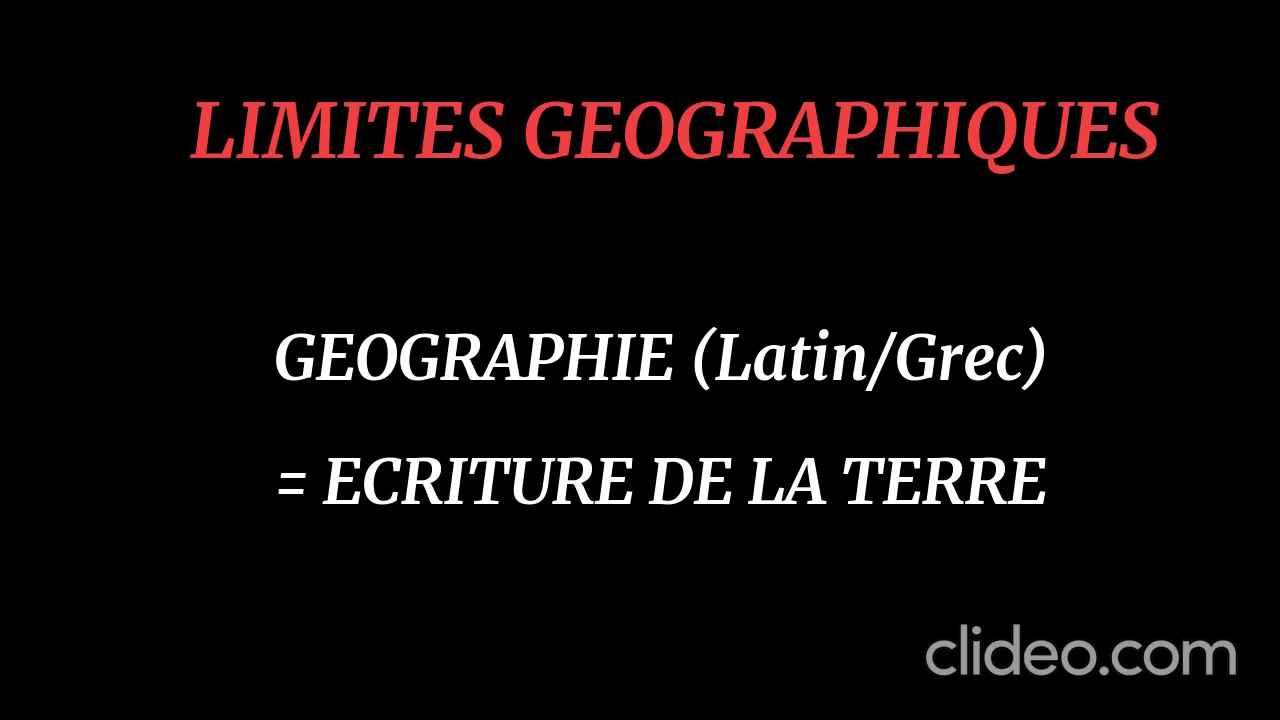 LIMITES GEOGRAPHIQUES
GEOGRAPHIE (Latin/Grec)
= ECRITURE DE LA TERRE
clideo.com